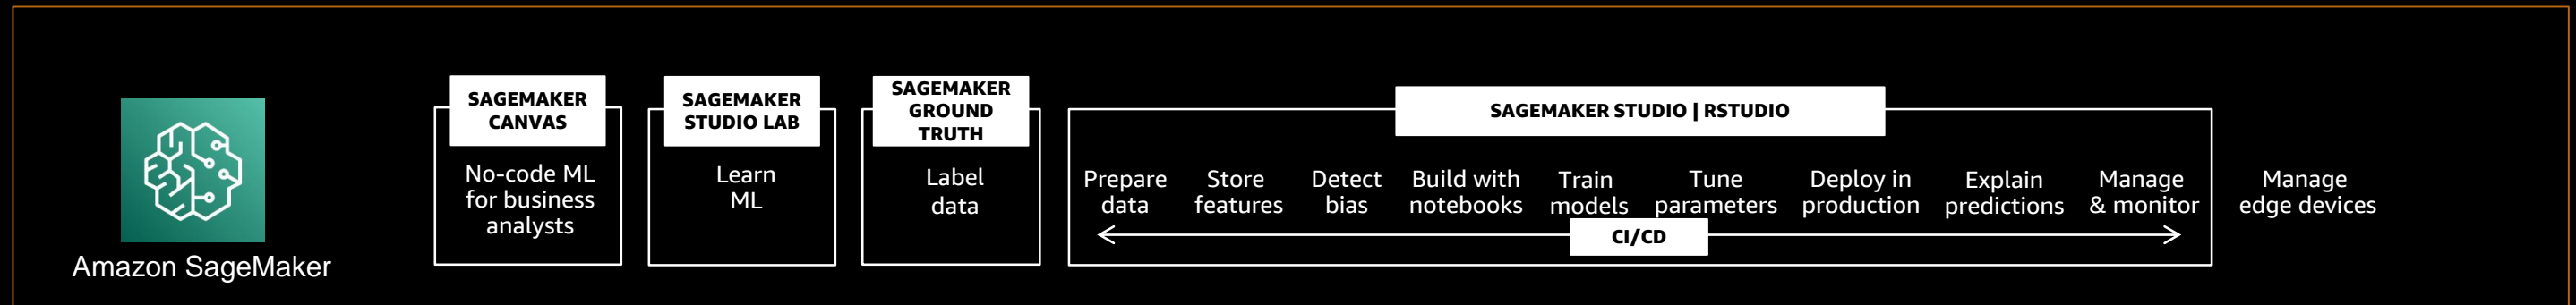 Amazon SageMaker
SAGEMAKER
CANVAS
No-code ML
for business
analysts
SAGEMAKER
STUDIO LAB
Learn
ML
SAGEMAKER
GROUND
TRUTH
Label
data
SAGEMAKER STUDIO | RSTUDIO
Prepare
data
Store
features
Detect
bias
Build with
notebooks
Train
models
Tune
parameters
Deploy in
production
Explain
predictions
Manage
& monitor
CI/CD
Manage
edge devices